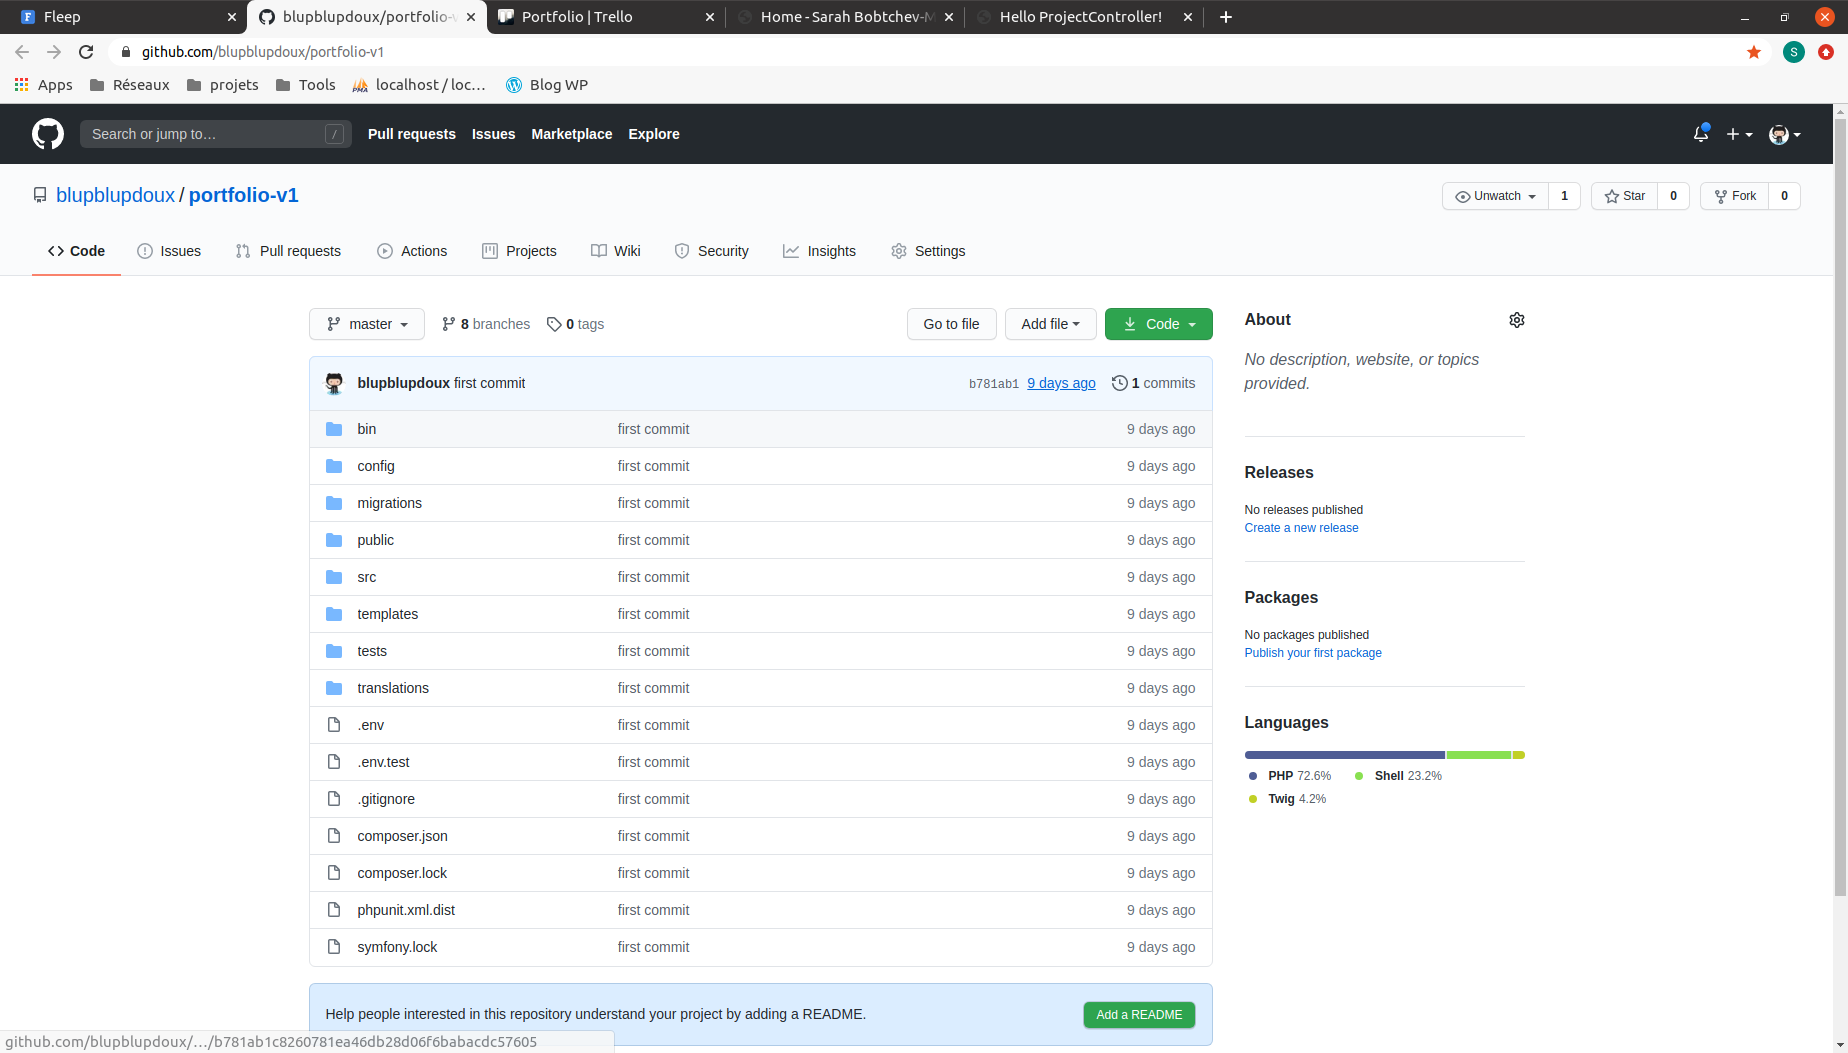 Fleep
blupblupdoux/portfolio-v
Portfolio | Trello
Home - Sarah Bobtchev-M
Hello ProjectController!
github.com/blupblupdoux/portfolio-v1
S
Apps
Réseaux
projets
Tools
localhost / loc…
Blog WP
Search or jump to…
/
Pull requests
Issues
Marketplace
Explore
blupblupdoux / portfolio-v1
Unwatch 1
Star 0
Fork 0
Code
Issues
Pull requests
Actions
Projects
Wiki
Security
Insights
Settings
master
8 branches
0 tags
Go to file
Add file
Code
blupblupdoux first commit
b781ab1 9 days ago
1 commits
bin first commit 9 days ago
config first commit 9 days ago
migrations first commit 9 days ago
public first commit 9 days ago
src first commit 9 days ago
templates first commit 9 days ago
tests first commit 9 days ago
translations first commit 9 days ago
.env first commit 9 days ago
.env.test first commit 9 days ago
.gitignore first commit 9 days ago
composer.json first commit 9 days ago
composer.lock first commit 9 days ago
phpunit.xml.dist first commit 9 days ago
symfony.lock first commit 9 days ago
Help people interested in this repository understand your project by adding a README.
Add a README
About
No description, website, or topics
provided.
Releases
No releases published
Create a new release
Packages
No packages published
Publish your first package
Languages
PHP 72.6%
Shell 23.2%
Twig 4.2%
github.com/blupblupdoux/…/b781ab1c8260781ea46db28d06f6babacdc57605